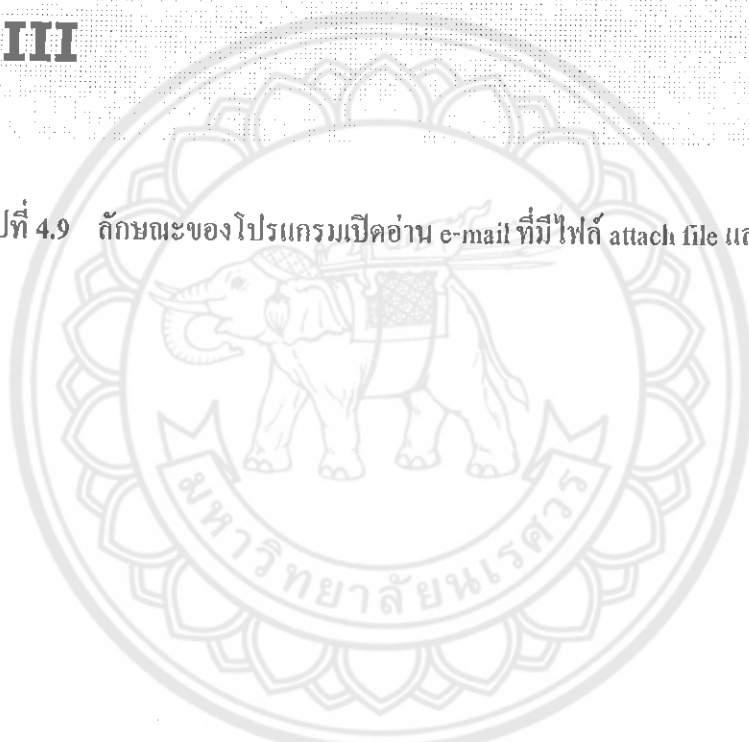 III
ปที่ 4.9 ลักษณะของโปรแกรมเปิดอ่าน e-mail ที่มีไฟล์ attach file แล
มหาวิทยาลัยนเรศวร